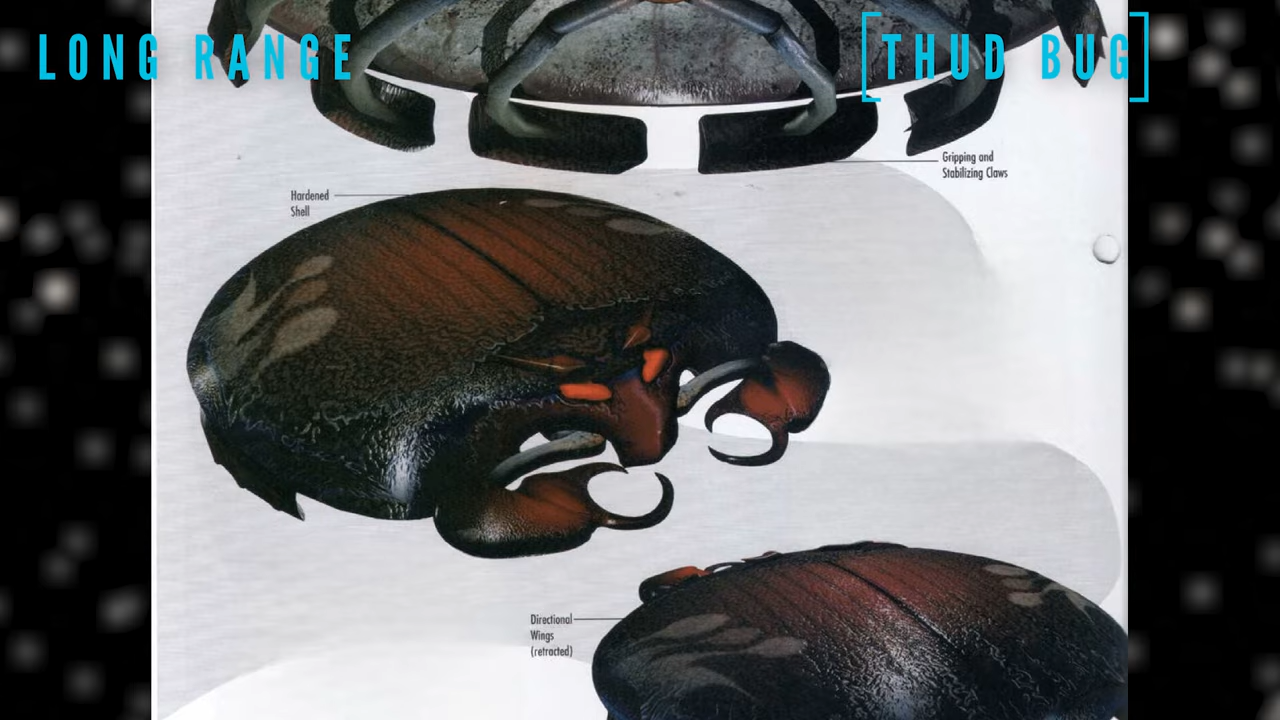 LONG RANGE
[THUD BUG]
Gripping and
Stabilizing Claws
Hardened
Shell
Directional
Wings
(retracted)